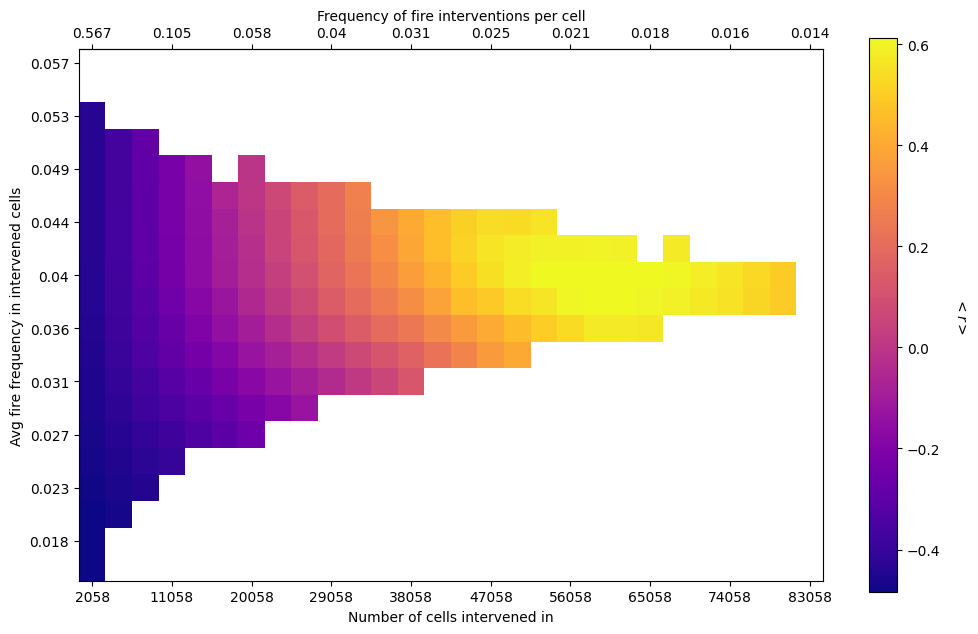 Frequency of fire interventions per cell
0.567 0.105 0.058 0.04 0.031 0.025 0.021 0.018 0.016 0.014
0.057
0.053
0.049
0.044
0.04
0.036
0.031
0.027
0.023
0.018
Avg fire frequency in intervened cells
2058 11058 20058 29058 38058 47058 56058 65058 74058 83058
Number of cells intervened in
0.6
0.4
0.2
0.0
−0.2
−0.4
< r >